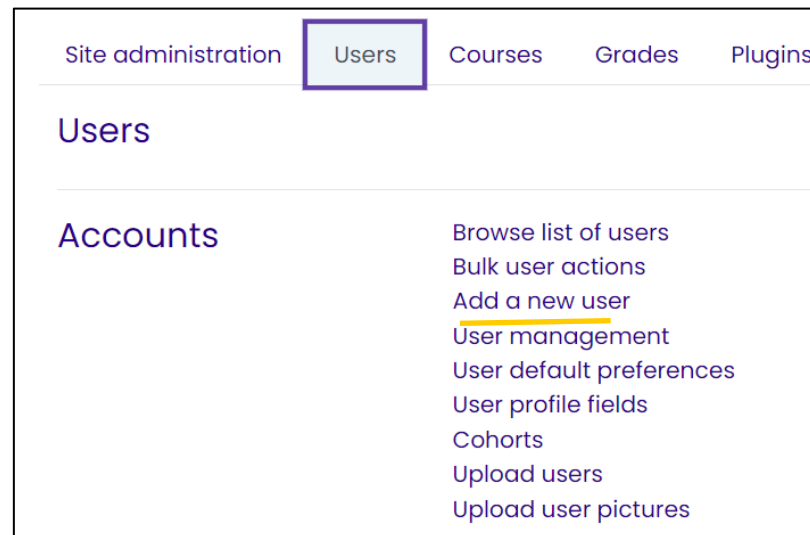 Site administration Users Courses Grades Plugins
Users
Accounts
Browse list of users
Bulk user actions
Add a new user
User management
User default preferences
User profile fields
Cohorts
Upload users
Upload user pictures